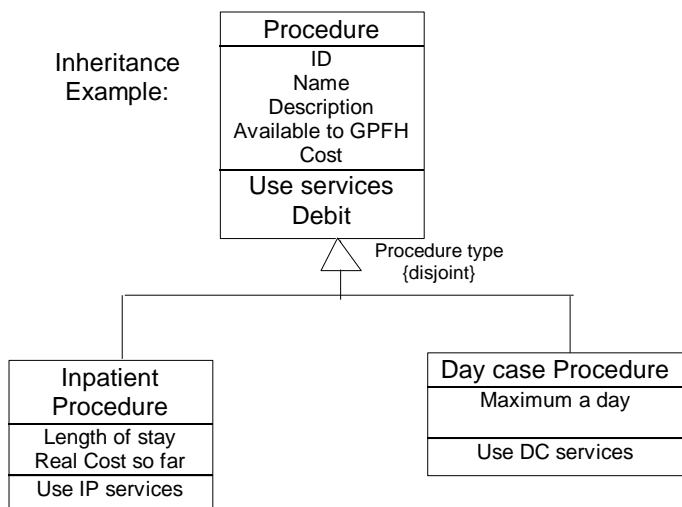 Inheritance
Example:
Procedure
ID
Name
Description
Available to GPFH
Cost
Use services
Debit
Procedure type
{disjoint}
Inpatient
Procedure
Length of stay
Real Cost so far
Use IP services
Day case Procedure
Maximum a day
Use DC services